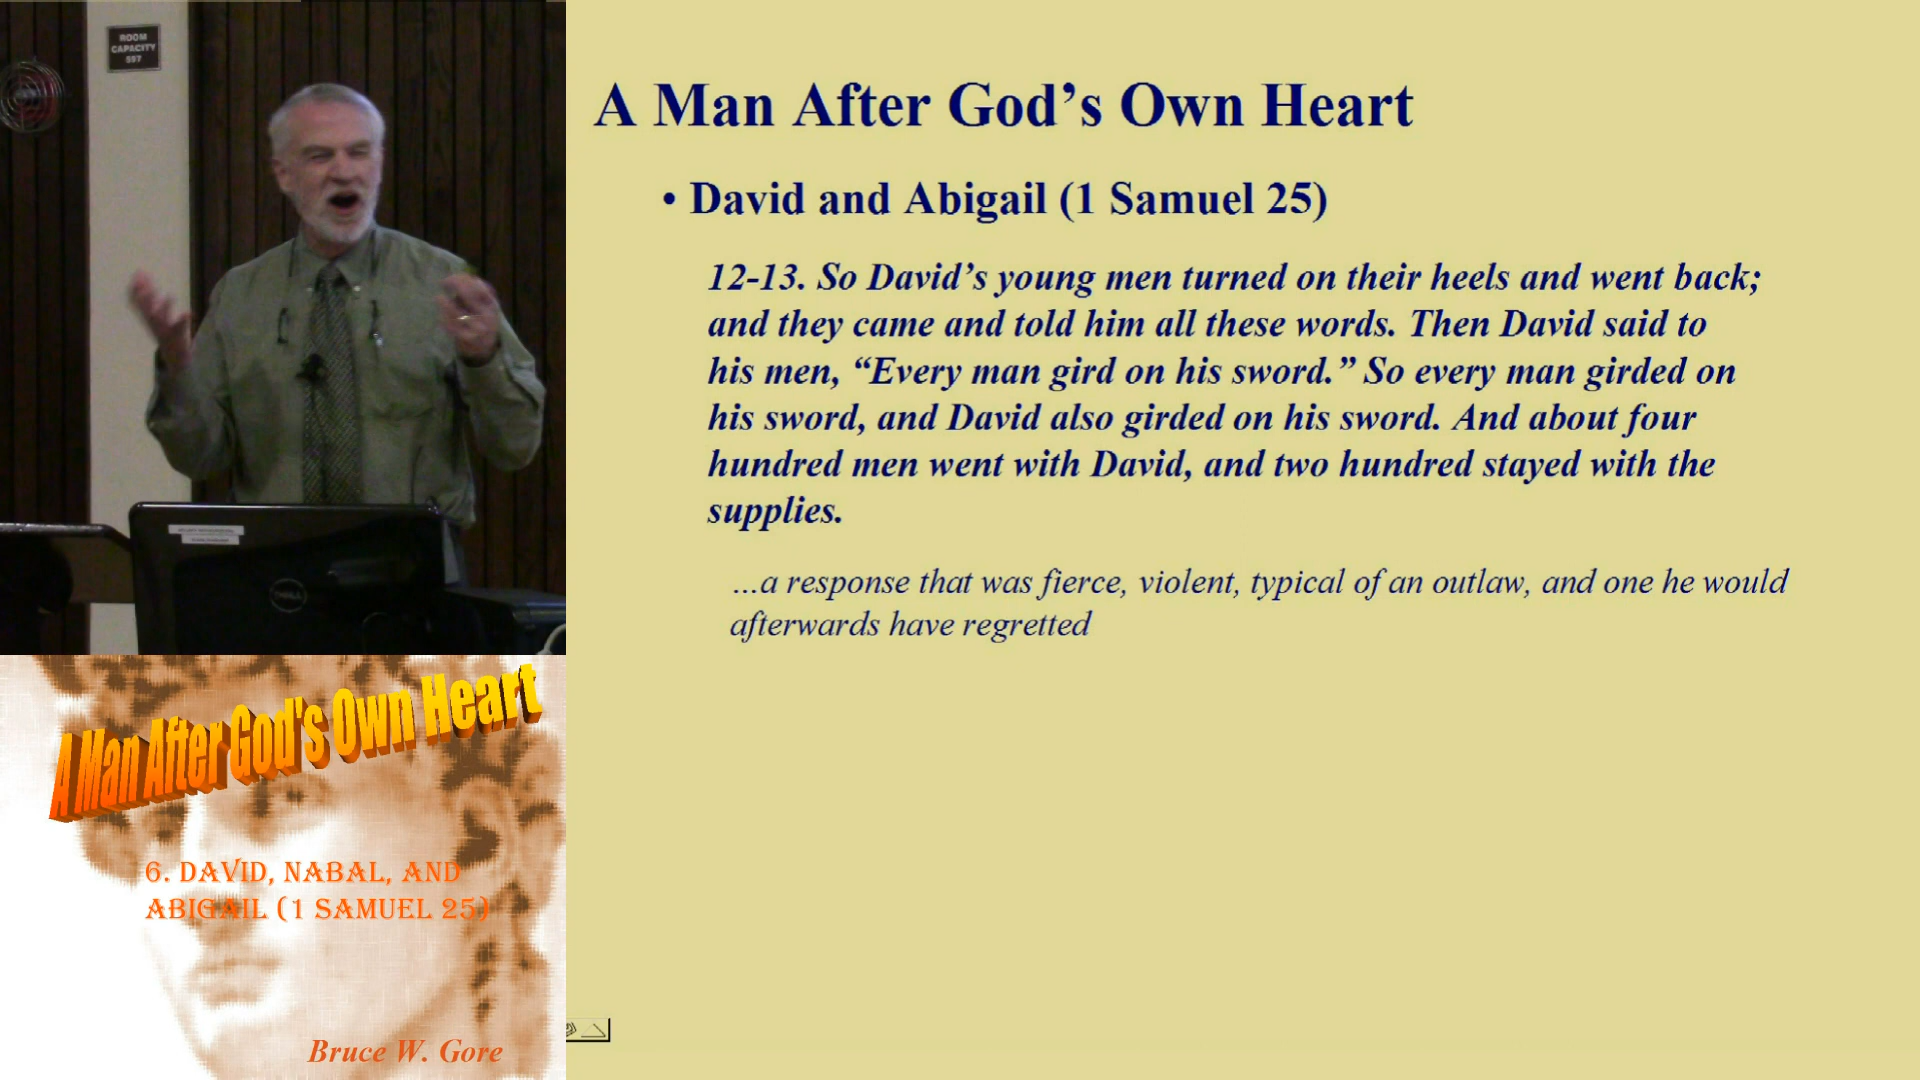 ROOM
CAPACITY
597
A Man After God’s Own Heart
• David and Abigail (1 Samuel 25)
12-13. So David’s young men turned on their heels and went back;
and they came and told him all these words. Then David said to
his men, “Every man gird on his sword.” So every man girded on
his sword, and David also girded on his sword. And about four
hundred men went with David, and two hundred stayed with the
supplies.
...a response that was fierce, violent, typical of an outlaw, and one he would
afterwards have regretted
DELL
A Man After God's Own Heart
6. DAVID, NABAL, AND
ABIGAIL (1 SAMUEL 25)
Bruce W. Gore